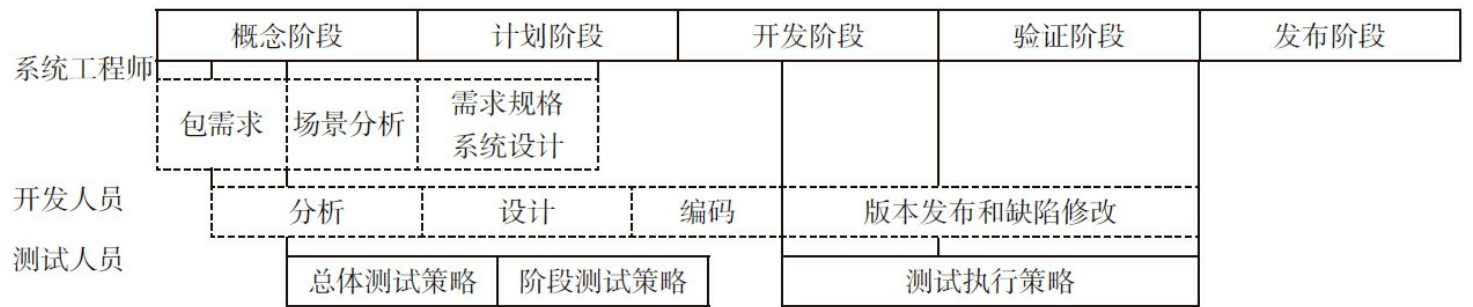 概念阶段 计划阶段 开发阶段 验证阶段 发布阶段
系统工程师
包需求 场景分析 需求规格
系统设计
开发人员
分析 设计 编码 版本发布和缺陷修改
测试人员
总体测试策略 阶段测试策略 测试执行策略